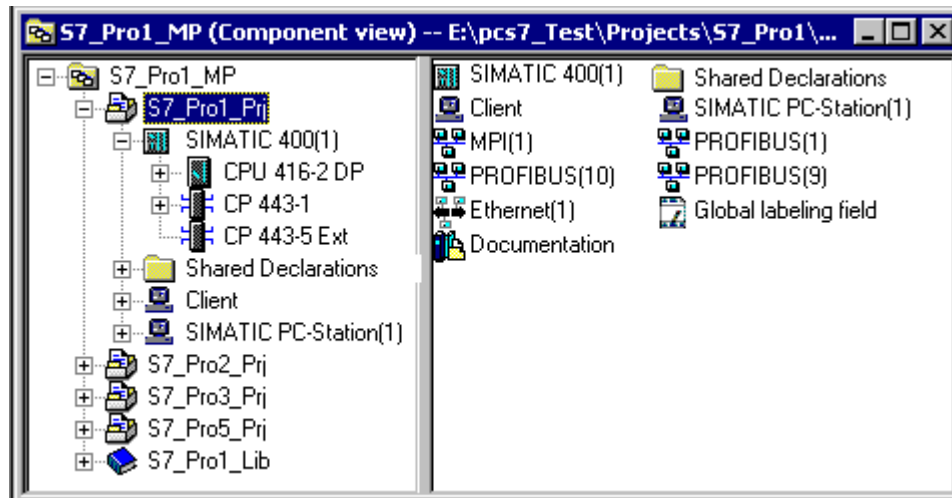 S7_Pro1_MP (Component view) -- E:\pcs7_Test\Projects\S7_Pro1\...
S7_Pro1_MP
S7_Pro1_Prj
SIMATIC 400(1)
CPU 416-2 DP
CP 443-1
CP 443-5 Ext
Shared Declarations
Client
SIMATIC PC-Station(1)
S7_Pro2_Prj
S7_Pro3_Prj
S7_Pro5_Prj
S7_Pro1_Lib
SIMATIC 400(1) Shared Declarations
Client SIMATIC PC-Station(1)
MPI(1) PROFIBUS(1)
PROFIBUS(10) PROFIBUS(9)
Ethernet(1) Global labeling field
Documentation